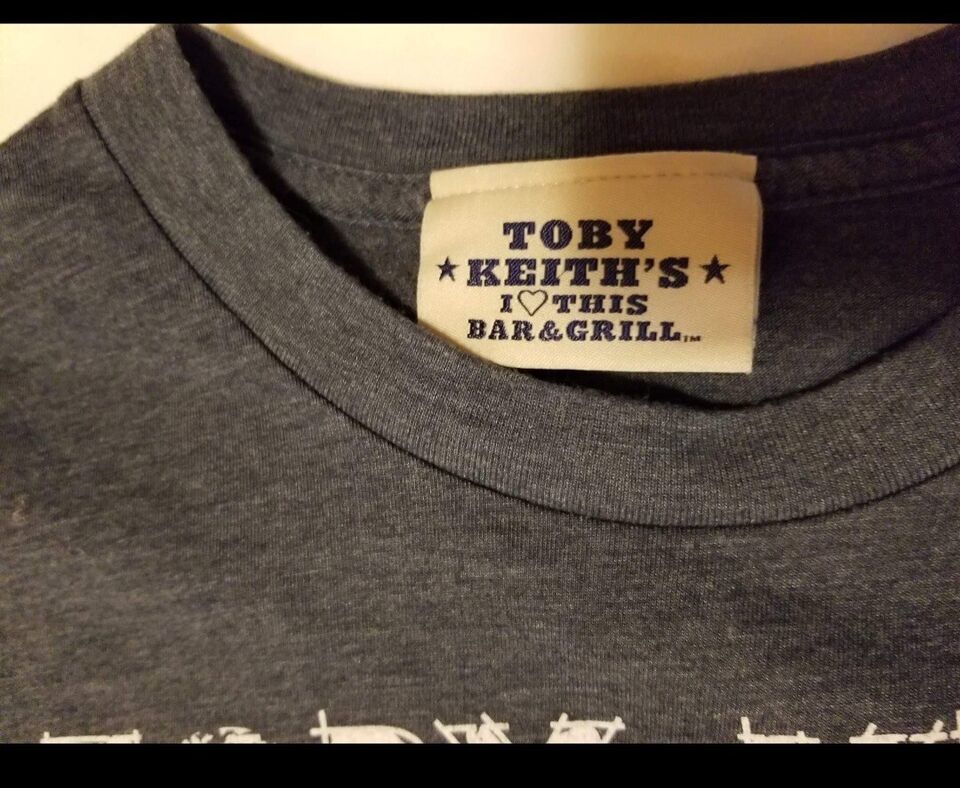 TOBY
★ KEITH'S ★
I ♡ THIS
BAR & GRILL™